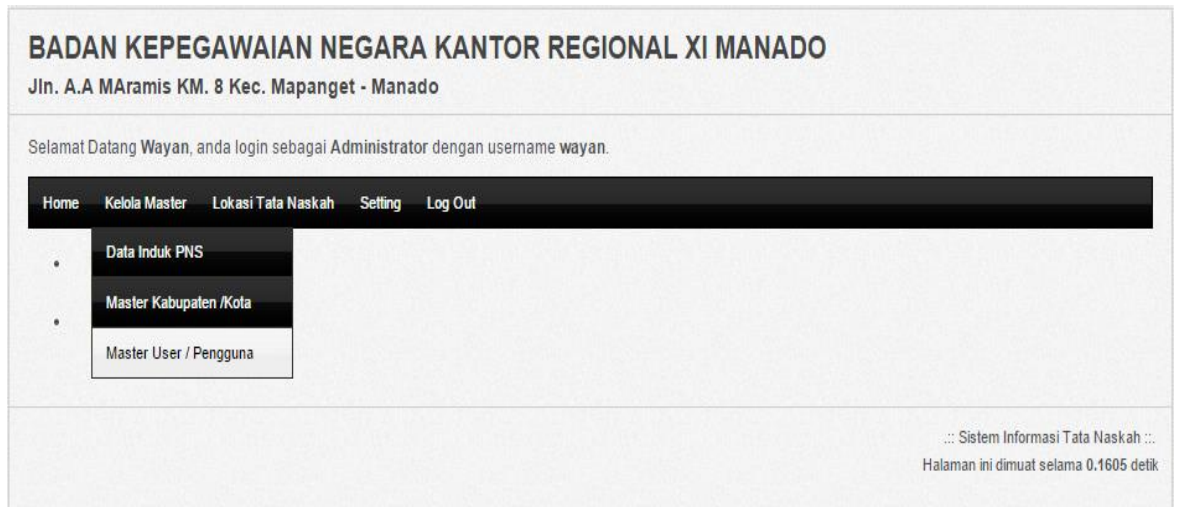 BADAN KEPEGAWAIAN NEGARA KANTOR REGIONAL XI MANADO
Jln. A.A MAramis KM. 8 Kec. Mapanget - Manado
Selamat Datang Wayan, anda login sebagai Administrator dengan username wayan.
Home Kelola Master Lokasi Tata Naskah Setting Log Out
Data Induk PNS
Master Kabupaten /Kota
Master User / Pengguna
.:: Sistem Informasi Tata Naskah ::.
Halaman ini dimuat selama 0.1605 detik